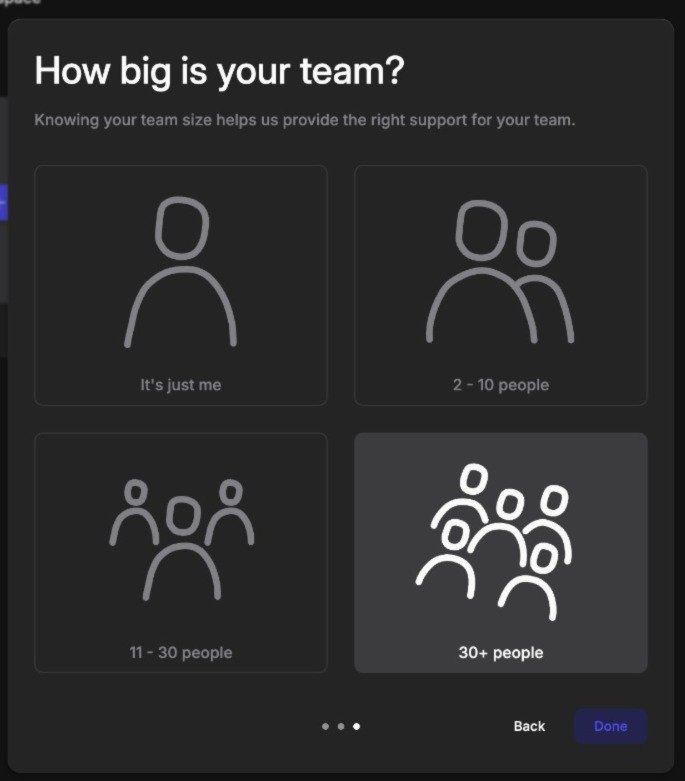 How big is your team?
Knowing your team size helps us provide the right support for your team.
It's just me
2 - 10 people
11 - 30 people
30+ people
Back
Done